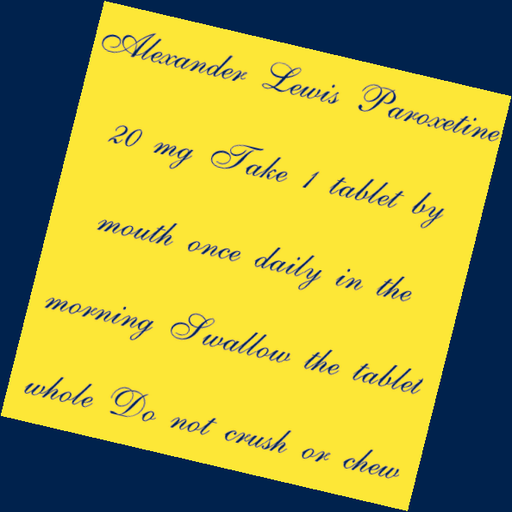 Alexander Lewis Paroxetine
20 mg Take 1 tablet by
mouth once daily in the
morning Swallow the tablet
whole Do not crush or chew